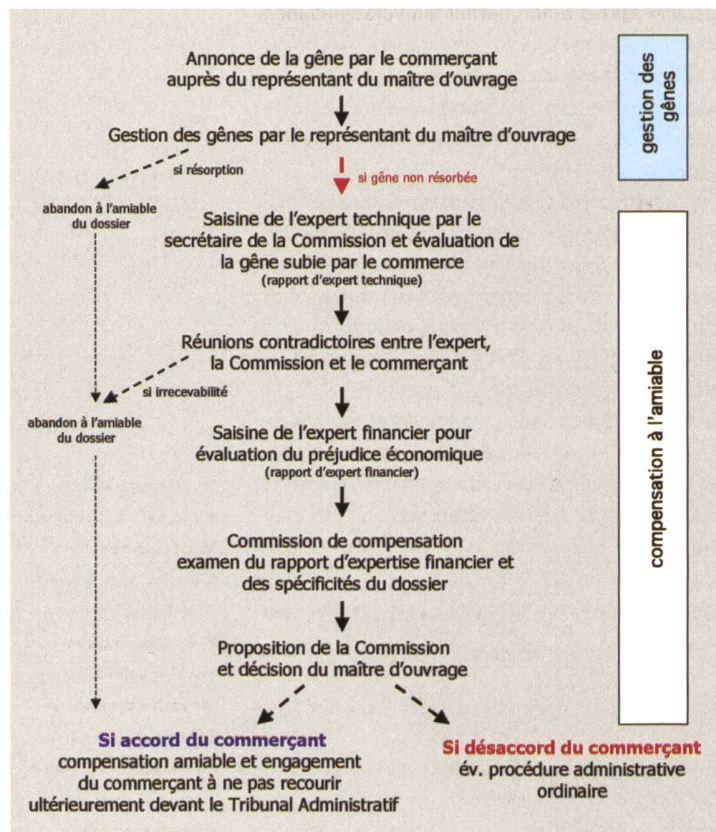 Annonce de la gêne par le commerçant
auprès du représentant du maître d'ouvrage
Gestion des gênes par le représentant du maître d'ouvrage
si résorption
si gêne non résorbée
abandon à l'amiable
du dossier
Saisine de l'expert technique par le
secrétaire de la Commission et évaluation de
la gêne subie par le commerce
(rapport d'expert technique)
Réunions contradictoires entre l'expert,
la Commission et le commerçant
si irrecevabilité
abandon à l'amiable
du dossier
Saisine de l'expert financier pour
évaluation du préjudice économique
(rapport d'expert financier)
Commission de compensation
examen du rapport d'expertise financier et
des spécificités du dossier
Proposition de la Commission
et décision du maître d'ouvrage
Si accord du commerçant
compensation amiable et engagement
du commerçant à ne pas recourir
ultérieurement devant le Tribunal Administratif
Si désaccord du commerçant
év. procédure administrative
ordinaire
gestion des
gênes
compensation à l'amiable